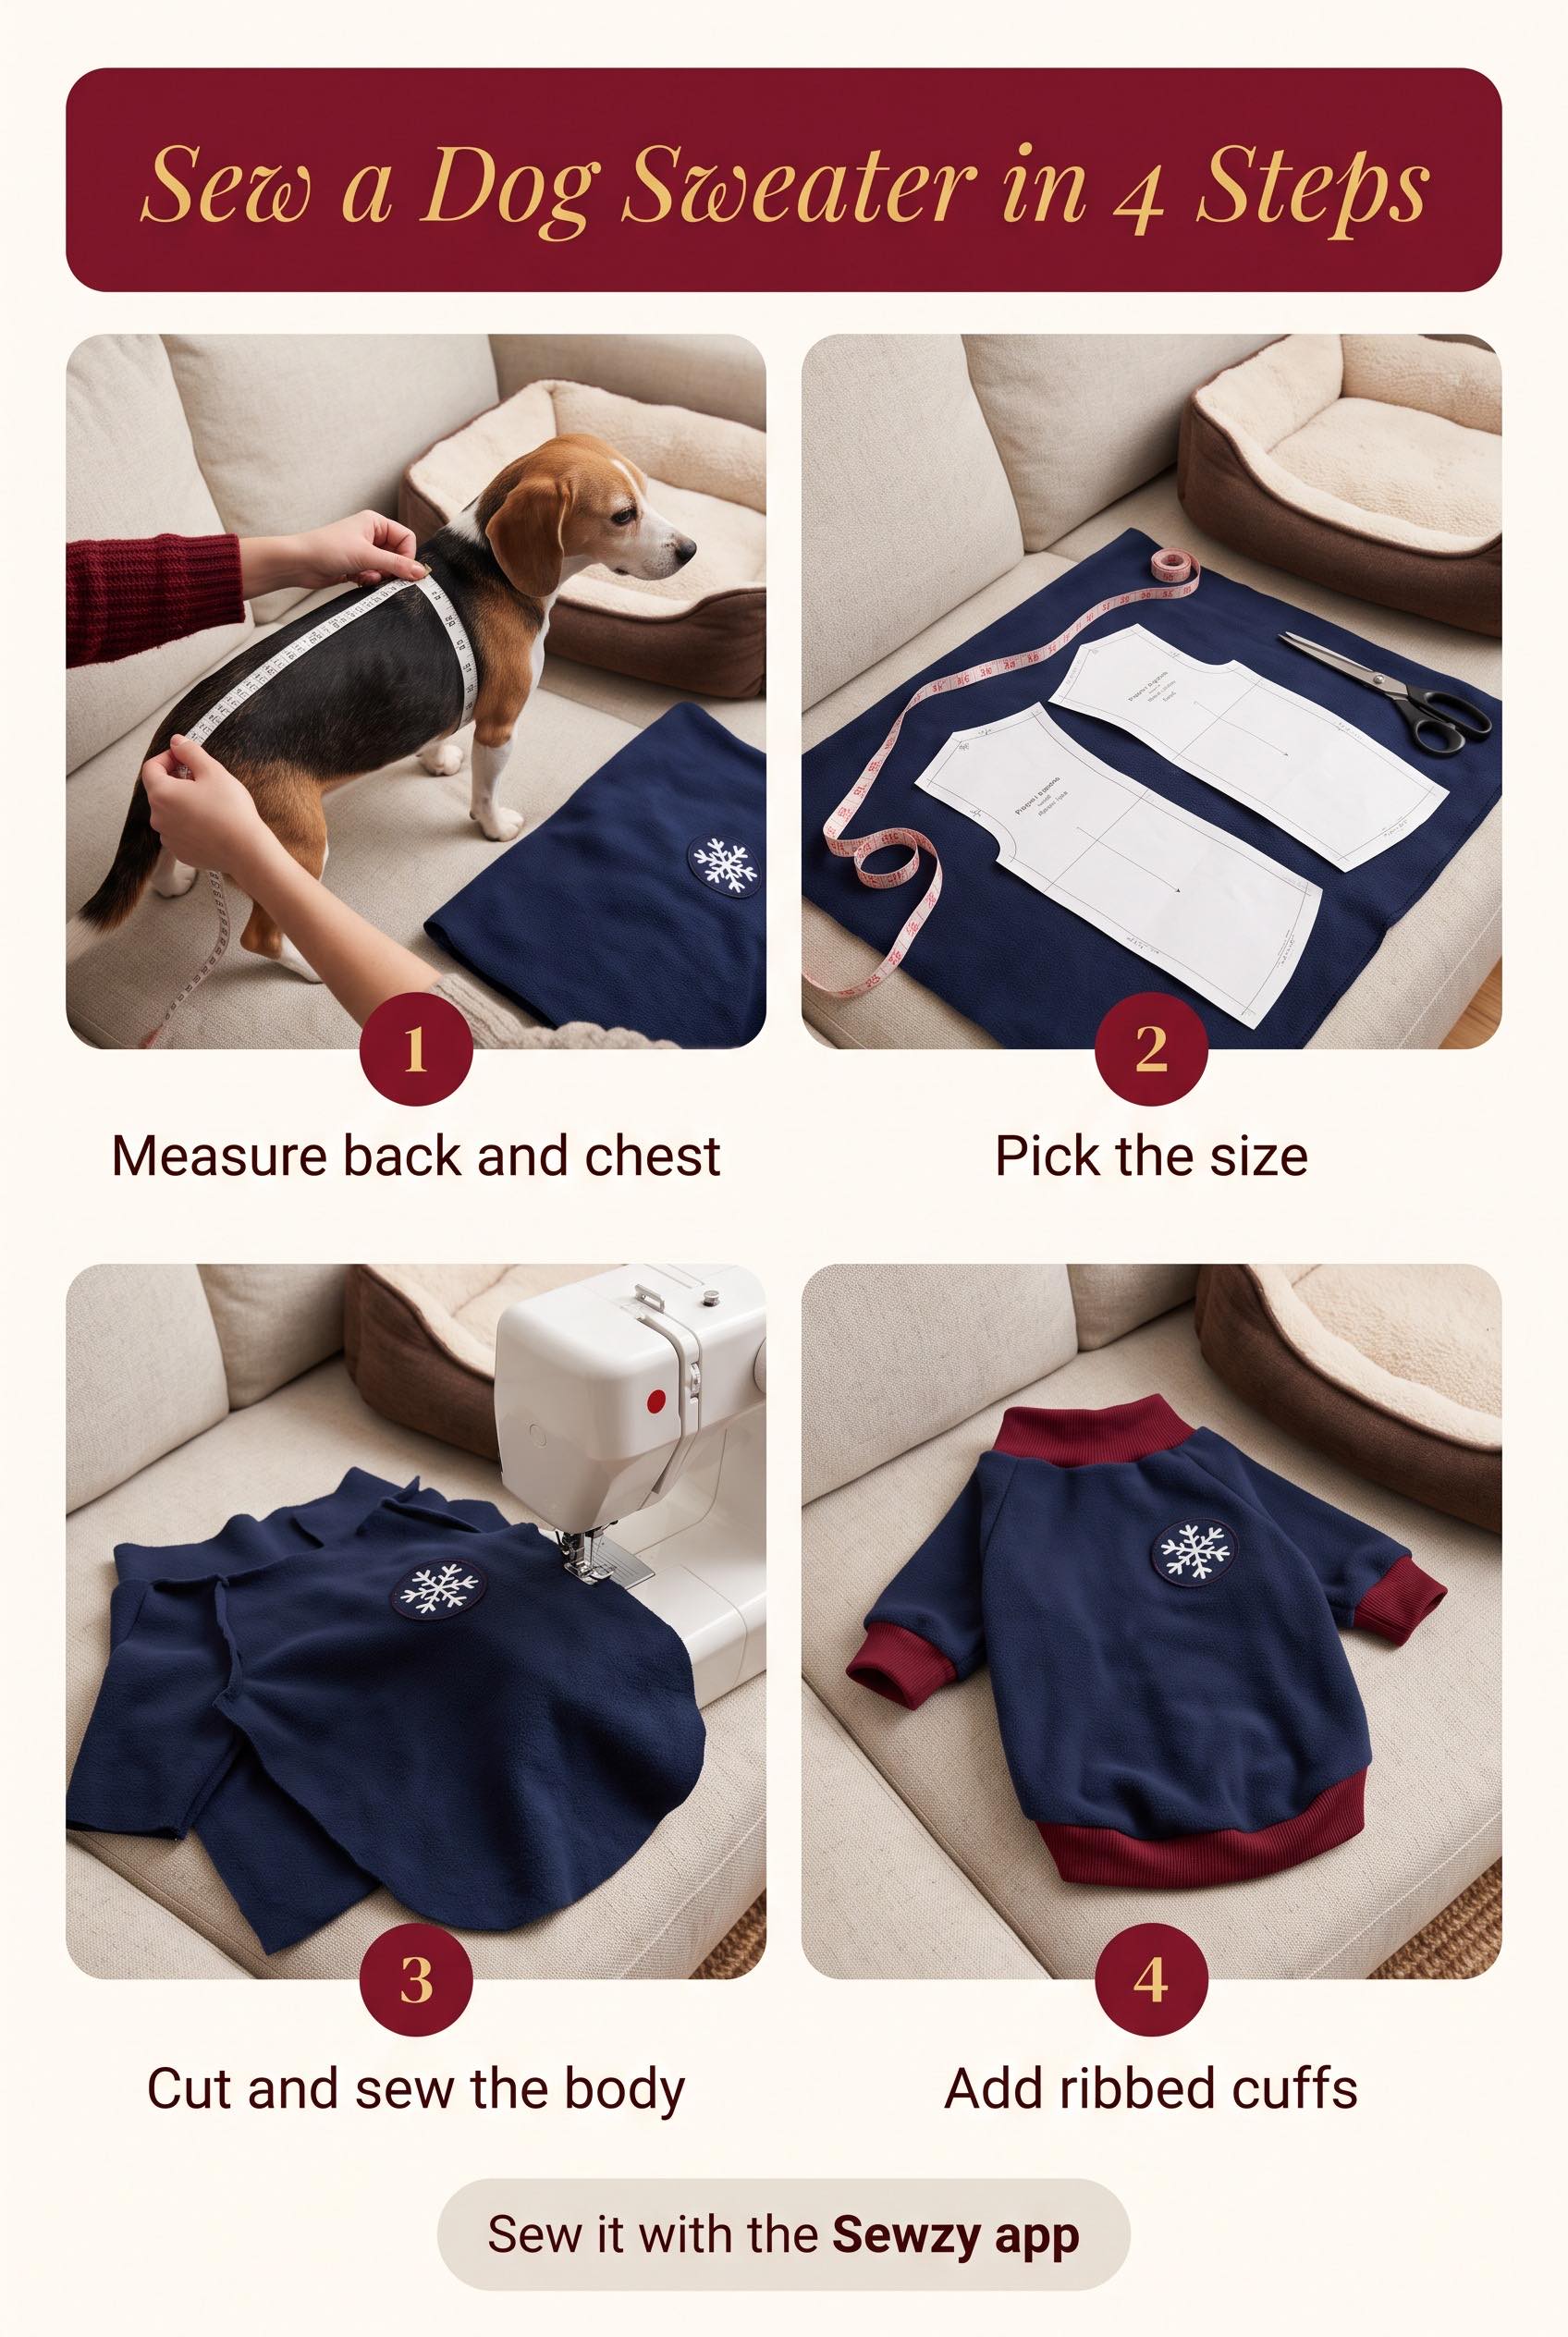 Sew a Dog Sweater in 4 Steps
1
Measure back and chest
2
Pick the size
3
Cut and sew the body
4
Add ribbed cuffs
Sew it with the Sewzy app